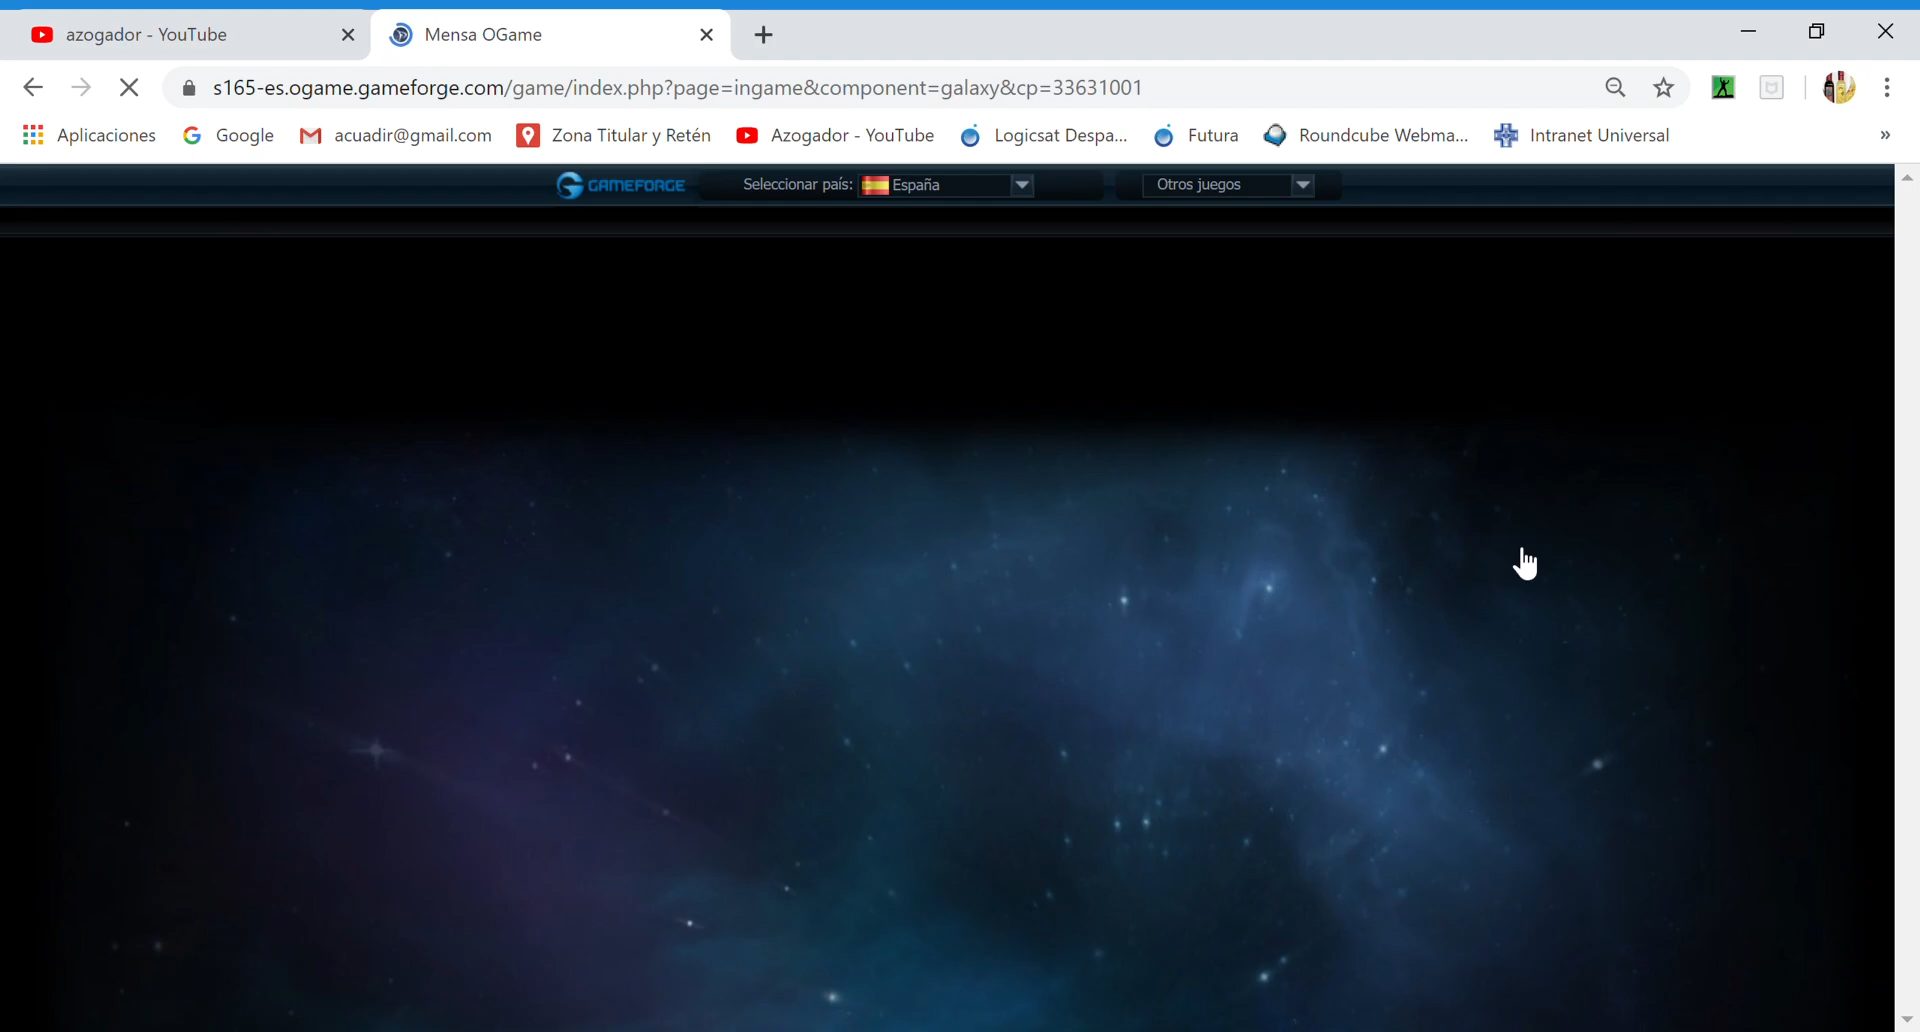 azogador - YouTube
Mensa OGame
s165-es.ogame.gameforge.com/game/index.php?page=ingame&component=galaxy&cp=33631001
Aplicaciones
Google
acuadir@gmail.com
Zona Titular y Retén
Azogador - YouTube
Logicsat Despa...
Futura
Roundcube Webma...
Intranet Universal
»
GAMEFORGE
Seleccionar país:
España
Otros juegos